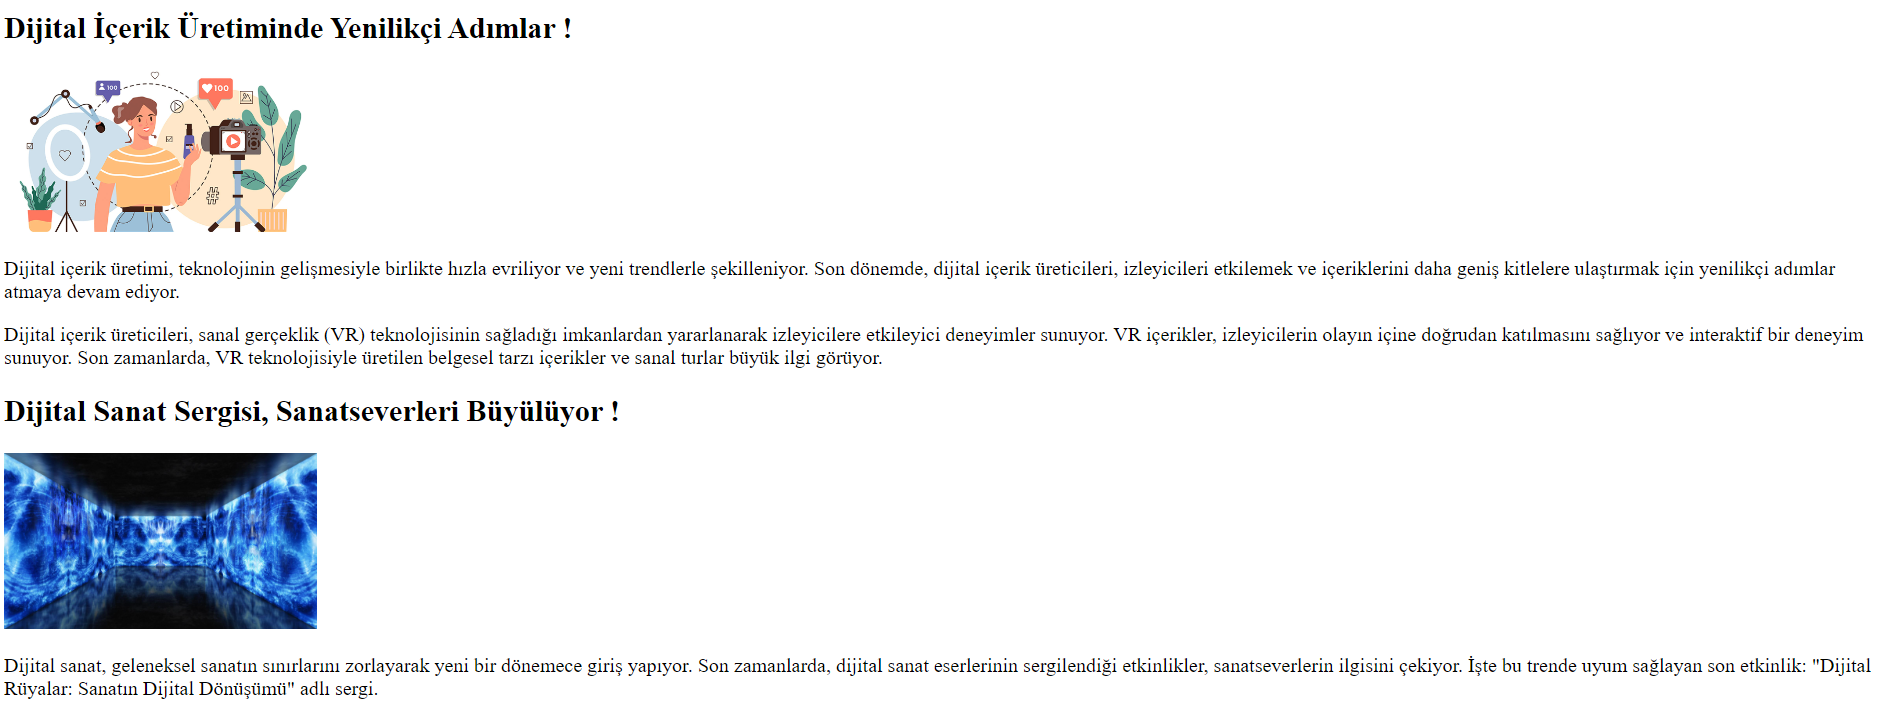 Dijital İçerik Üretiminde Yenilikçi Adımlar !
100
100
#
Dijital içerik üretimi, teknolojinin gelişmesiyle birlikte hızla evriliyor ve yeni trendlerle şekilleniyor. Son dönemde, dijital içerik üreticileri, izleyicileri etkilemek ve içeriklerini daha geniş kitlelere ulaştırmak için yenilikçi adımlar
atmaya devam ediyor.
Dijital içerik üreticileri, sanal gerçeklik (VR) teknolojisinin sağladığı imkanlardan yararlanarak izleyicilere etkileyici deneyimler sunuyor. VR içerikler, izleyicilerin olayın içine doğrudan katılmasını sağlıyor ve interaktif bir deneyim
sunuyor. Son zamanlarda, VR teknolojisiyle üretilen belgesel tarzı içerikler ve sanal turlar büyük ilgi görüyor.
Dijital Sanat Sergisi, Sanatseverleri Büyülüyor !
Dijital sanat, geleneksel sanatın sınırlarını zorlayarak yeni bir dönemece giriş yapıyor. Son zamanlarda, dijital sanat eserlerinin sergilendiği etkinlikler, sanatseverlerin ilgisini çekiyor. İşte bu trende uyum sağlayan son etkinlik: "Dijital
Rüyalar: Sanatın Dijital Dönüşümü" adlı sergi.